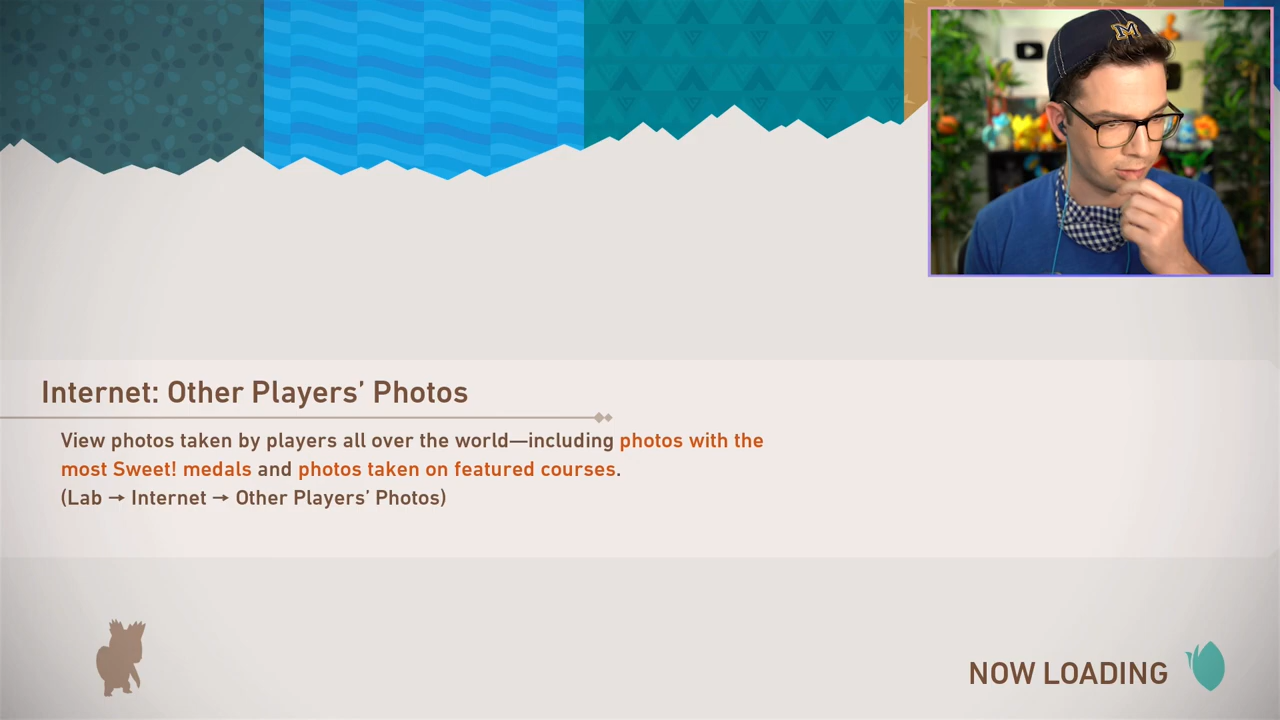 M
Internet: Other Players’ Photos
View photos taken by players all over the world—including photos with the
most Sweet! medals and photos taken on featured courses.
(Lab → Internet → Other Players’ Photos)
NOW LOADING